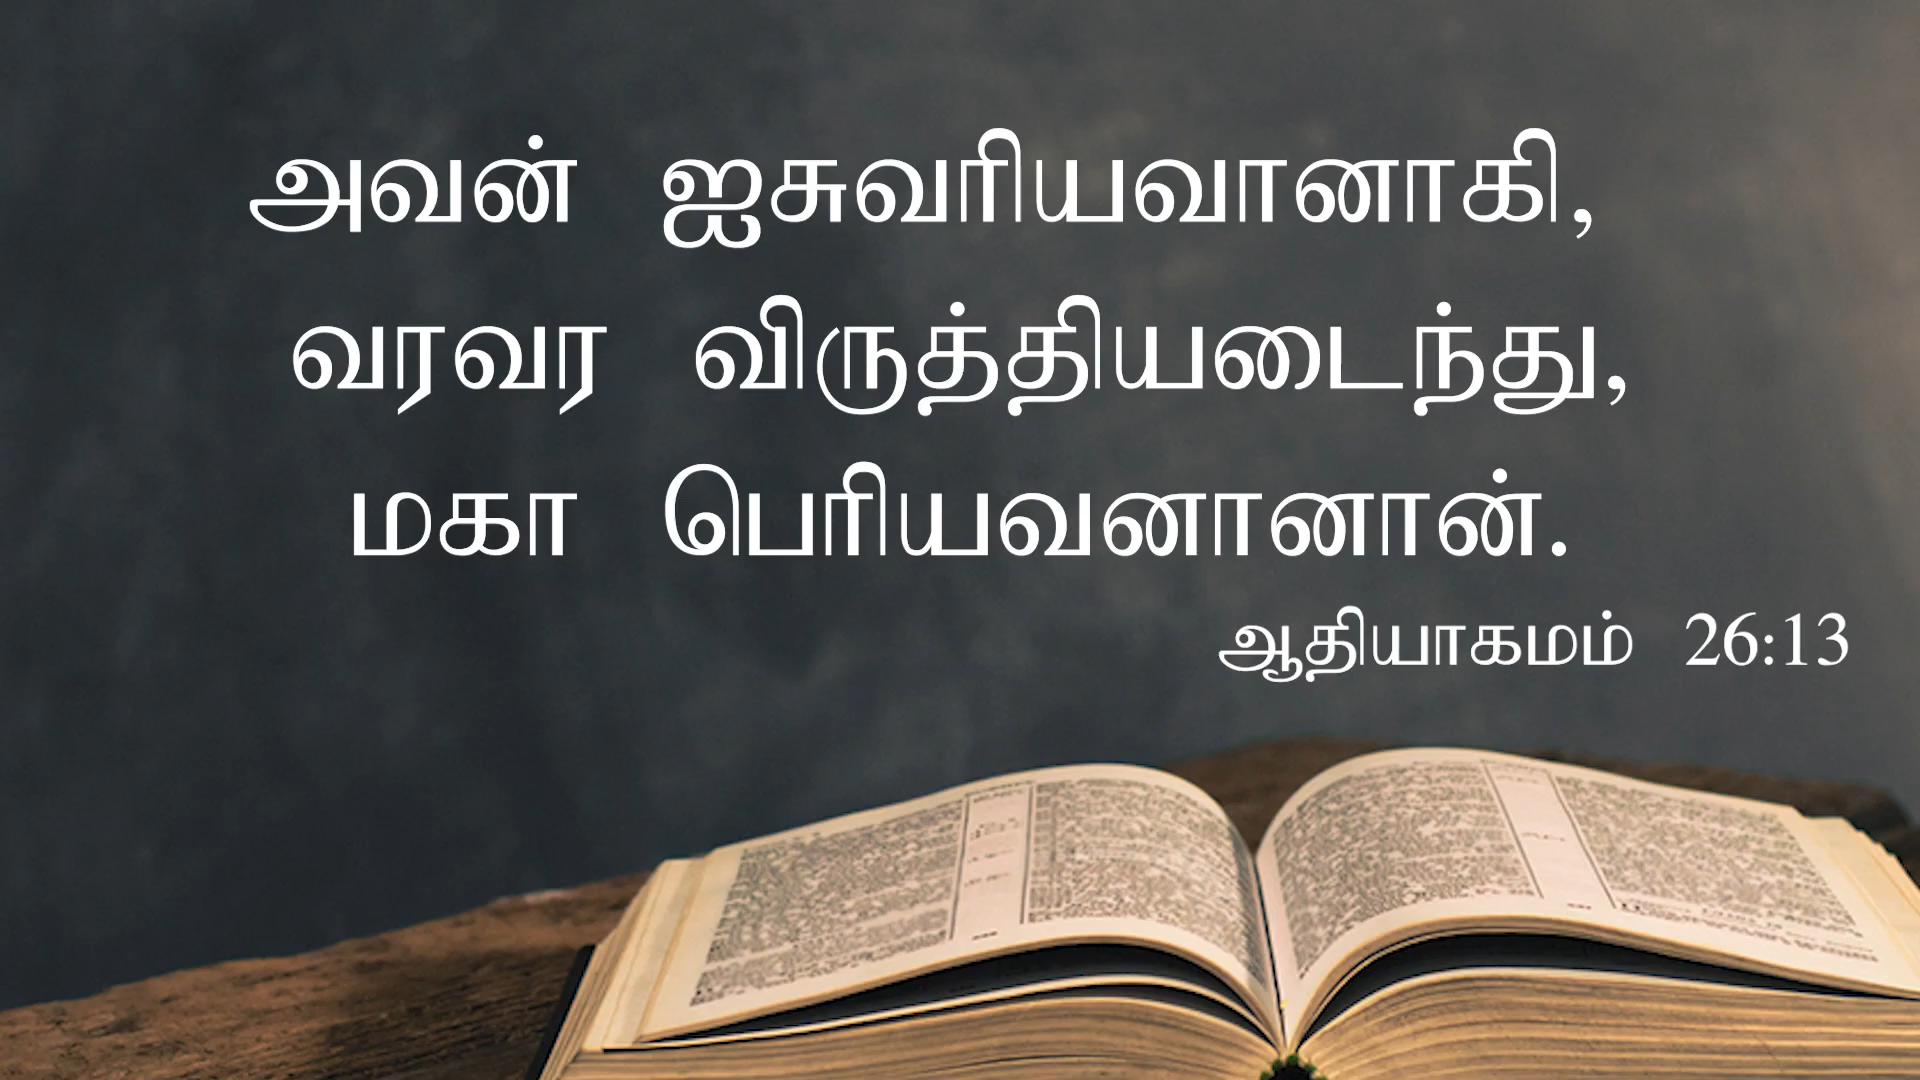 அவன் ஐசுவரியவானாகி,
வரவர விருத்தியடைந்து,
மகா பெரியவனானான்.
ஆதியாகமம் 26:13